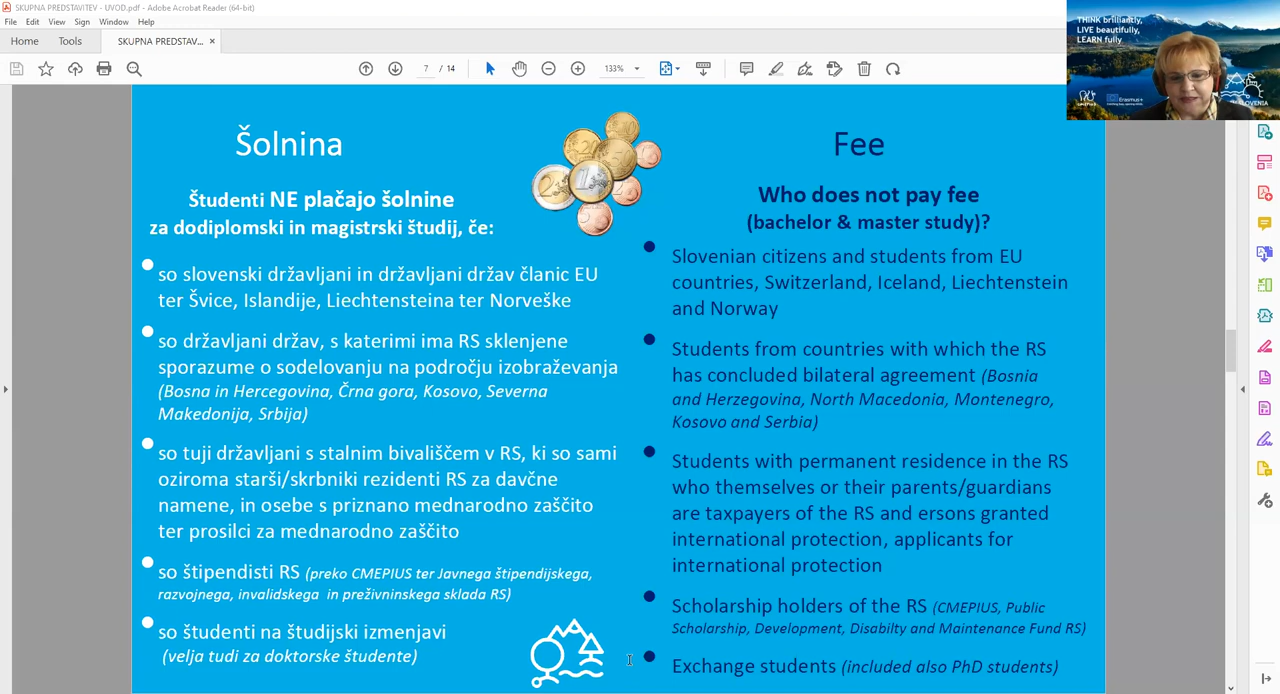 SKUPNA PREDSTAVITEV - UVOD.pdf - Adobe Acrobat Reader (64-bit)
File Edit View Sign Window Help
Home Tools SKUPNA PREDSTAV... ×
7 / 14 133%
THINK brilliantly,
LIVE beautifully,
LEARN fully
Erasmus+
Šolnina
Študenti NE plačajo šolnine
za dodiplomski in magistrski študij, če:
so slovenski državljani in državljani držav članic EU
ter Švice, Islandije, Liechtensteina ter Norveške
so državljani držav, s katerimi ima RS sklenjene
sporazume o sodelovanju na področju izobraževanja
(Bosna in Hercegovina, Črna gora, Kosovo, Severna
Makedonija, Srbija)
so tuji državljani s stalnim bivališčem v RS, ki so sami
oziroma starši/skrbniki rezidenti RS za davčne
namene, in osebe s priznano mednarodno zaščito
ter prosilci za mednarodno zaščito
so štipendisti RS (preko CMEPIUS ter Javnega štipendijskega,
razvojnega, invalidskega in preživninskega sklada RS)
so študenti na študijski izmenjavi
(velja tudi za doktorske študente)
Fee
Who does not pay fee
(bachelor & master study)?
Slovenian citizens and students from EU
countries, Switzerland, Iceland, Liechtenstein
and Norway
Students from countries with which the RS
has concluded bilateral agreement (Bosnia
and Herzegovina, North Macedonia, Montenegro,
Kosovo and Serbia)
Students with permanent residence in the RS
who themselves or their parents/guardians
are taxpayers of the RS and ersons granted
international protection, applicants for
international protection
Scholarship holders of the RS (CMEPIUS, Public
Scholarship, Development, Disabilty and Maintenance Fund RS)
Exchange students (included also PhD students)